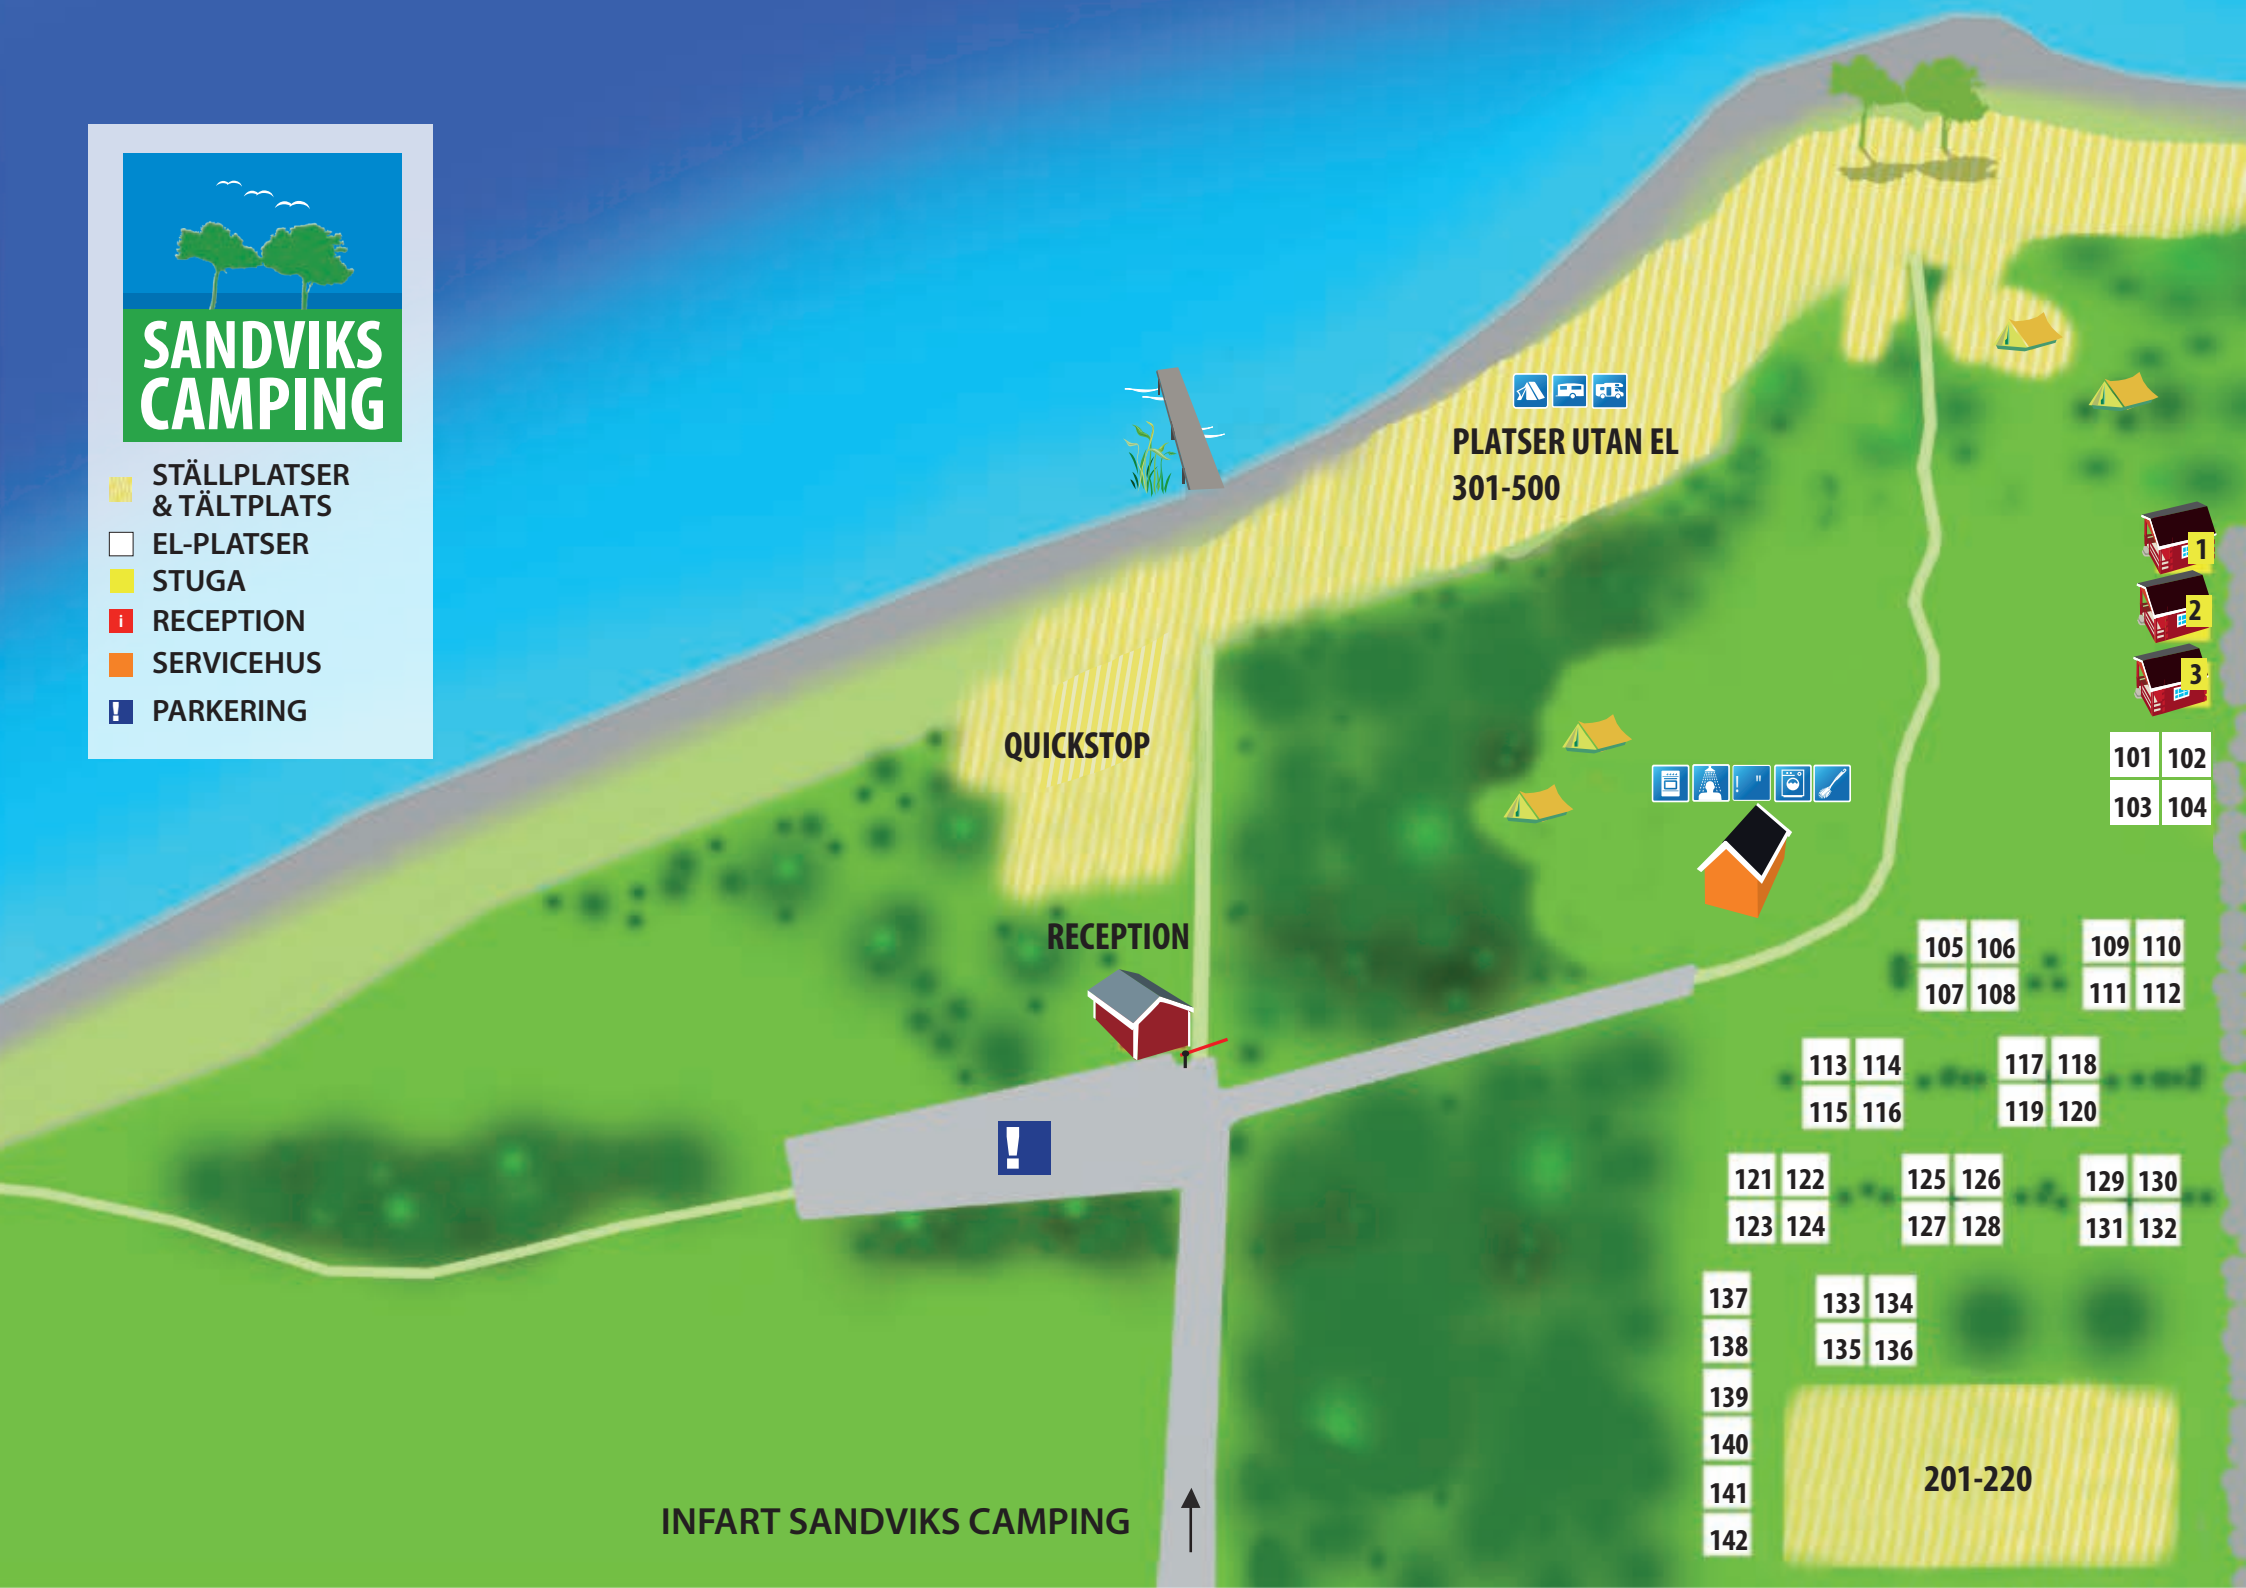 SANDVIKS
CAMPING
STÄLLPLATSER
& TÄLTPLATS
EL-PLATSER
STUGA
i RECEPTION
SERVICEHUS
! PARKERING
PLATSER UTAN EL
301-500
1
2
3
QUICKSTOP
! "
101 102
103 104
RECEPTION
105 106
107 108
109 110
111 112
113 114
115 116
117 118
119 120
!
121 122
123 124
125 126
127 128
129 130
131 132
137
138
139
140
141
142
133 134
135 136
201-220
INFART SANDVIKS CAMPING